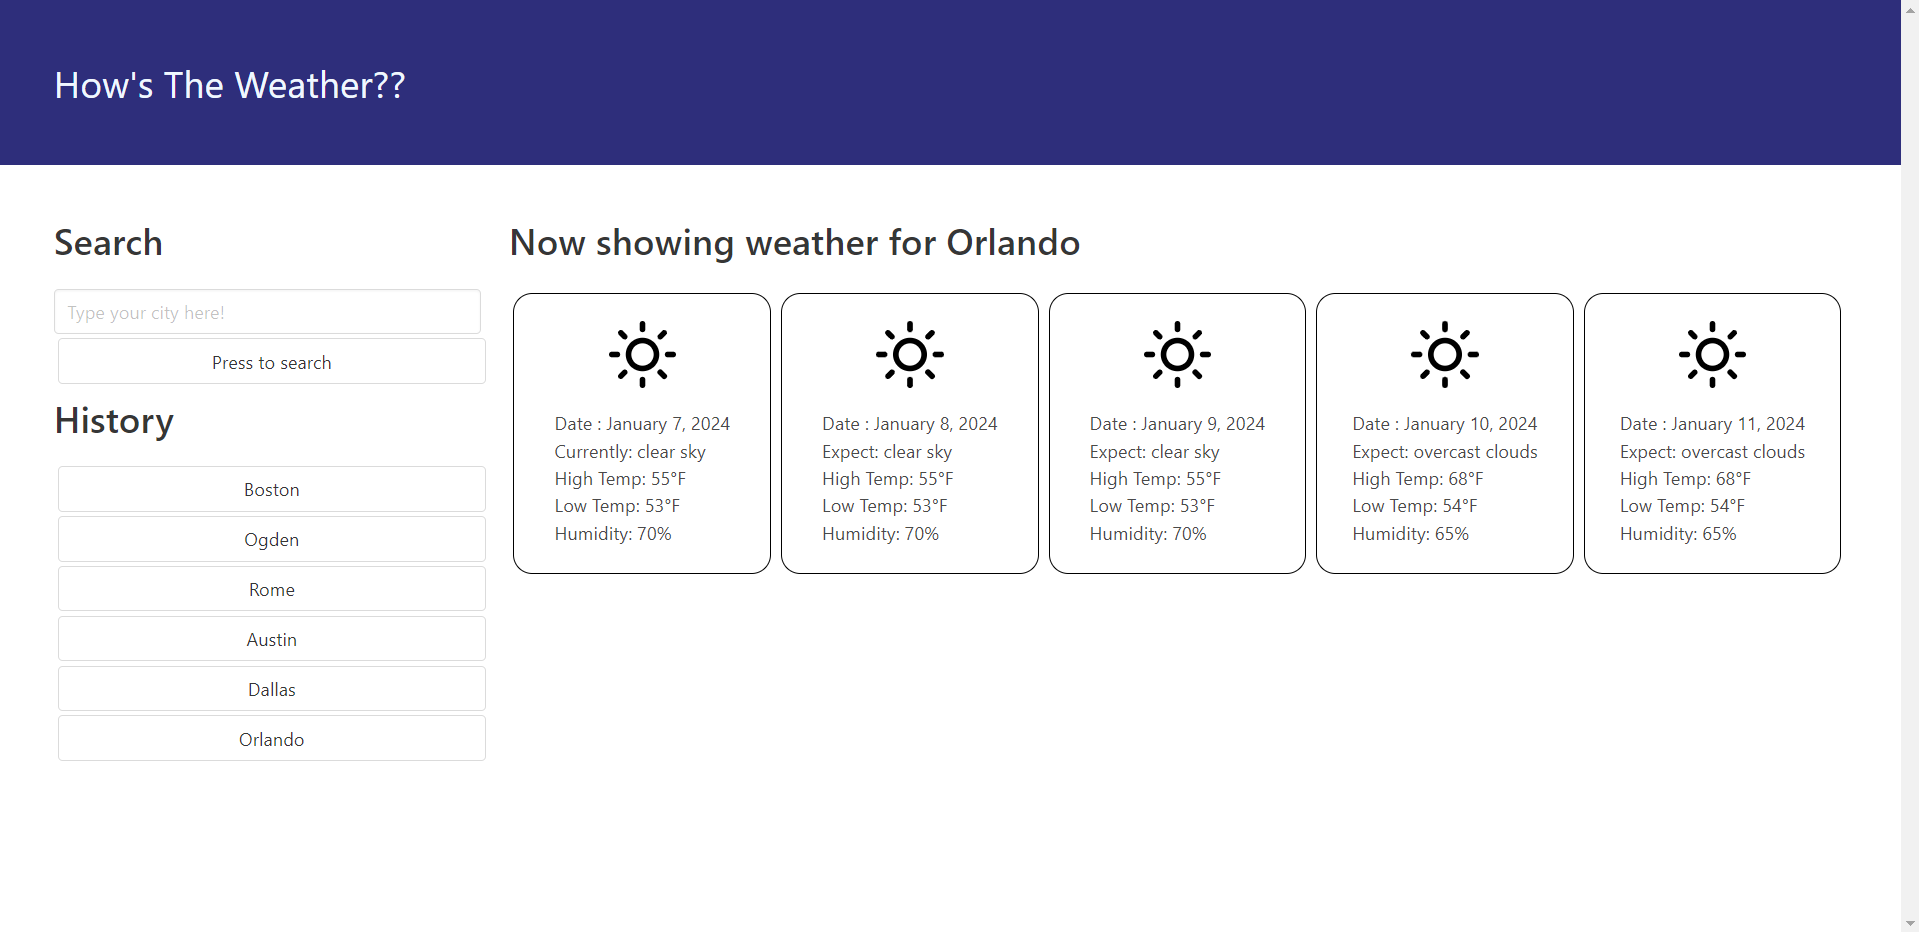 How's The Weather??
Search
Type your city here!
Press to search
History
Boston
Ogden
Rome
Austin
Dallas
Orlando
Now showing weather for Orlando
Date : January 7, 2024
Currently: clear sky
High Temp: 55°F
Low Temp: 53°F
Humidity: 70%
Date : January 8, 2024
Expect: clear sky
High Temp: 55°F
Low Temp: 53°F
Humidity: 70%
Date : January 9, 2024
Expect: clear sky
High Temp: 55°F
Low Temp: 53°F
Humidity: 70%
Date : January 10, 2024
Expect: overcast clouds
High Temp: 68°F
Low Temp: 54°F
Humidity: 65%
Date : January 11, 2024
Expect: overcast clouds
High Temp: 68°F
Low Temp: 54°F
Humidity: 65%